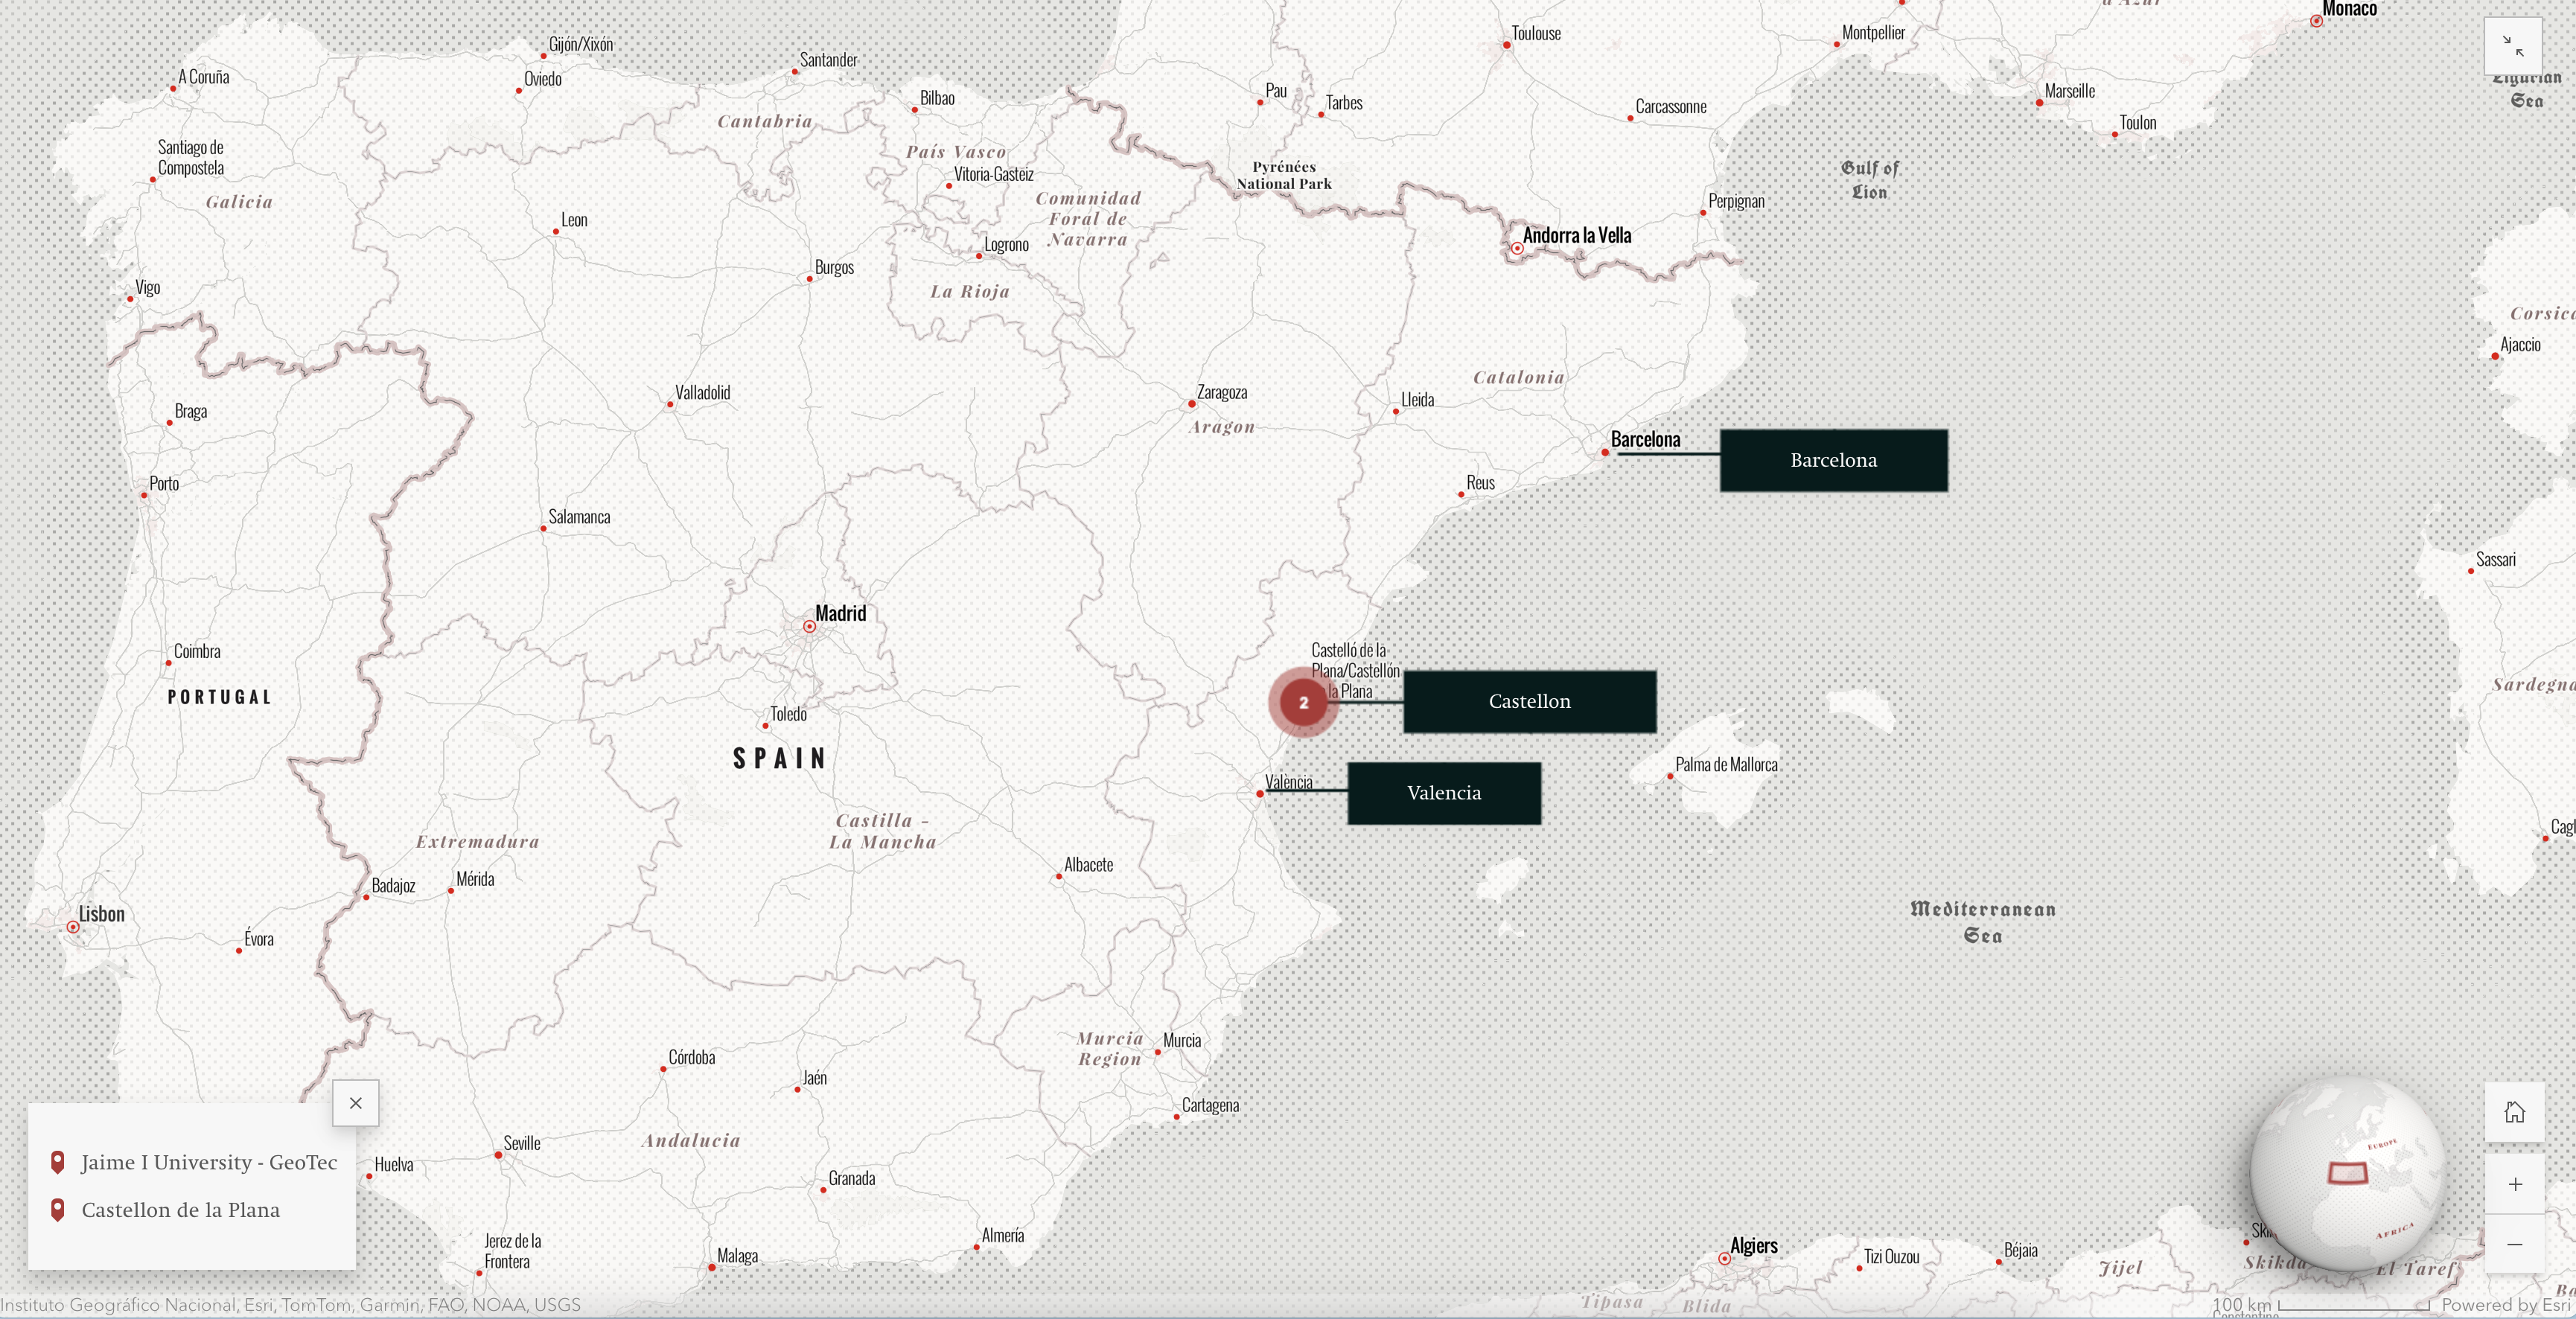 Monaco
Gijón/Xixón
Toulouse
Montpellier
A Coruña
Oviedo
Santander
Ligurian
Sea
Bilbao
Pau
Tarbes
Carcassonne
Marseille
Toulon
Cantabria
Santiago de
Compostela
País Vasco
Vitoria-Gasteiz
Pyrénées
National Park
Gulf of
Lion
Galicia
Comunidad
Foral de
Navarra
Perpignan
Leon
Logrono
Andorra la Vella
Burgos
Vigo
La Rioja
Corsica
Ajaccio
Valladolid
Zaragoza
Lleida
Catalonia
Braga
Aragon
Barcelona
Barcelona
Porto
Reus
Salamanca
Sassari
Madrid
Coimbra
Castelló de la
Plana/Castellón
la Plana
2
Castellon
PORTUGAL
Sardegna
Toledo
SPAIN
Palma de Mallorca
València
Valencia
Extremadura
Castilla -
La Mancha
Cagl
Albacete
Badajoz
Mérida
Lisbon
Évora
Mediterranean
Sea
Murcia
Region
Murcia
Córdoba
Jaén
Cartagena
Andalucia
Seville
EUROPE
Jaime I University - GeoTec
Huelva
Granada
Castellon de la Plana
AFRICA
Jerez de la
Frontera
Malaga
Almería
Algiers
Tizi Ouzou
Béjaia
Jijel
Skikda
El Taref
Tipasa
Blida
Instituto Geográfico Nacional, Esri, TomTom, Garmin, FAO, NOAA, USGS
100 km
Powered by Esri